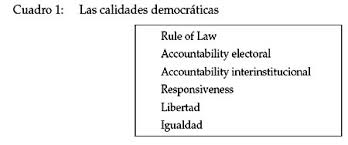 Cuadro 1: Las calidades democráticas
Rule of Law
Accountability electoral
Accountability interinstitucional
Responsiveness
Libertad
Igualdad